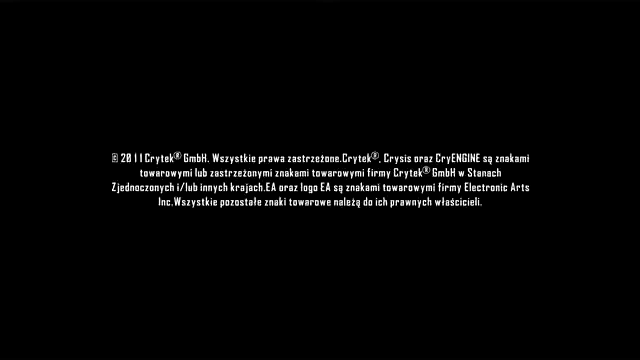 © 2011 Crytek® GmbH. Wszystkie prawa zastrzeżone.Crytek®, Crysis oraz CryENGINE są znakami
towarowymi lub zastrzeżonymi znakami towarowymi firmy Crytek® GmbH w Stanach
Zjednoczonych i/lub innych krajach.EA oraz logo EA są znakami towarowymi firmy Electronic Arts
Inc.Wszystkie pozostałe znaki towarowe należą do ich prawnych właścicieli.